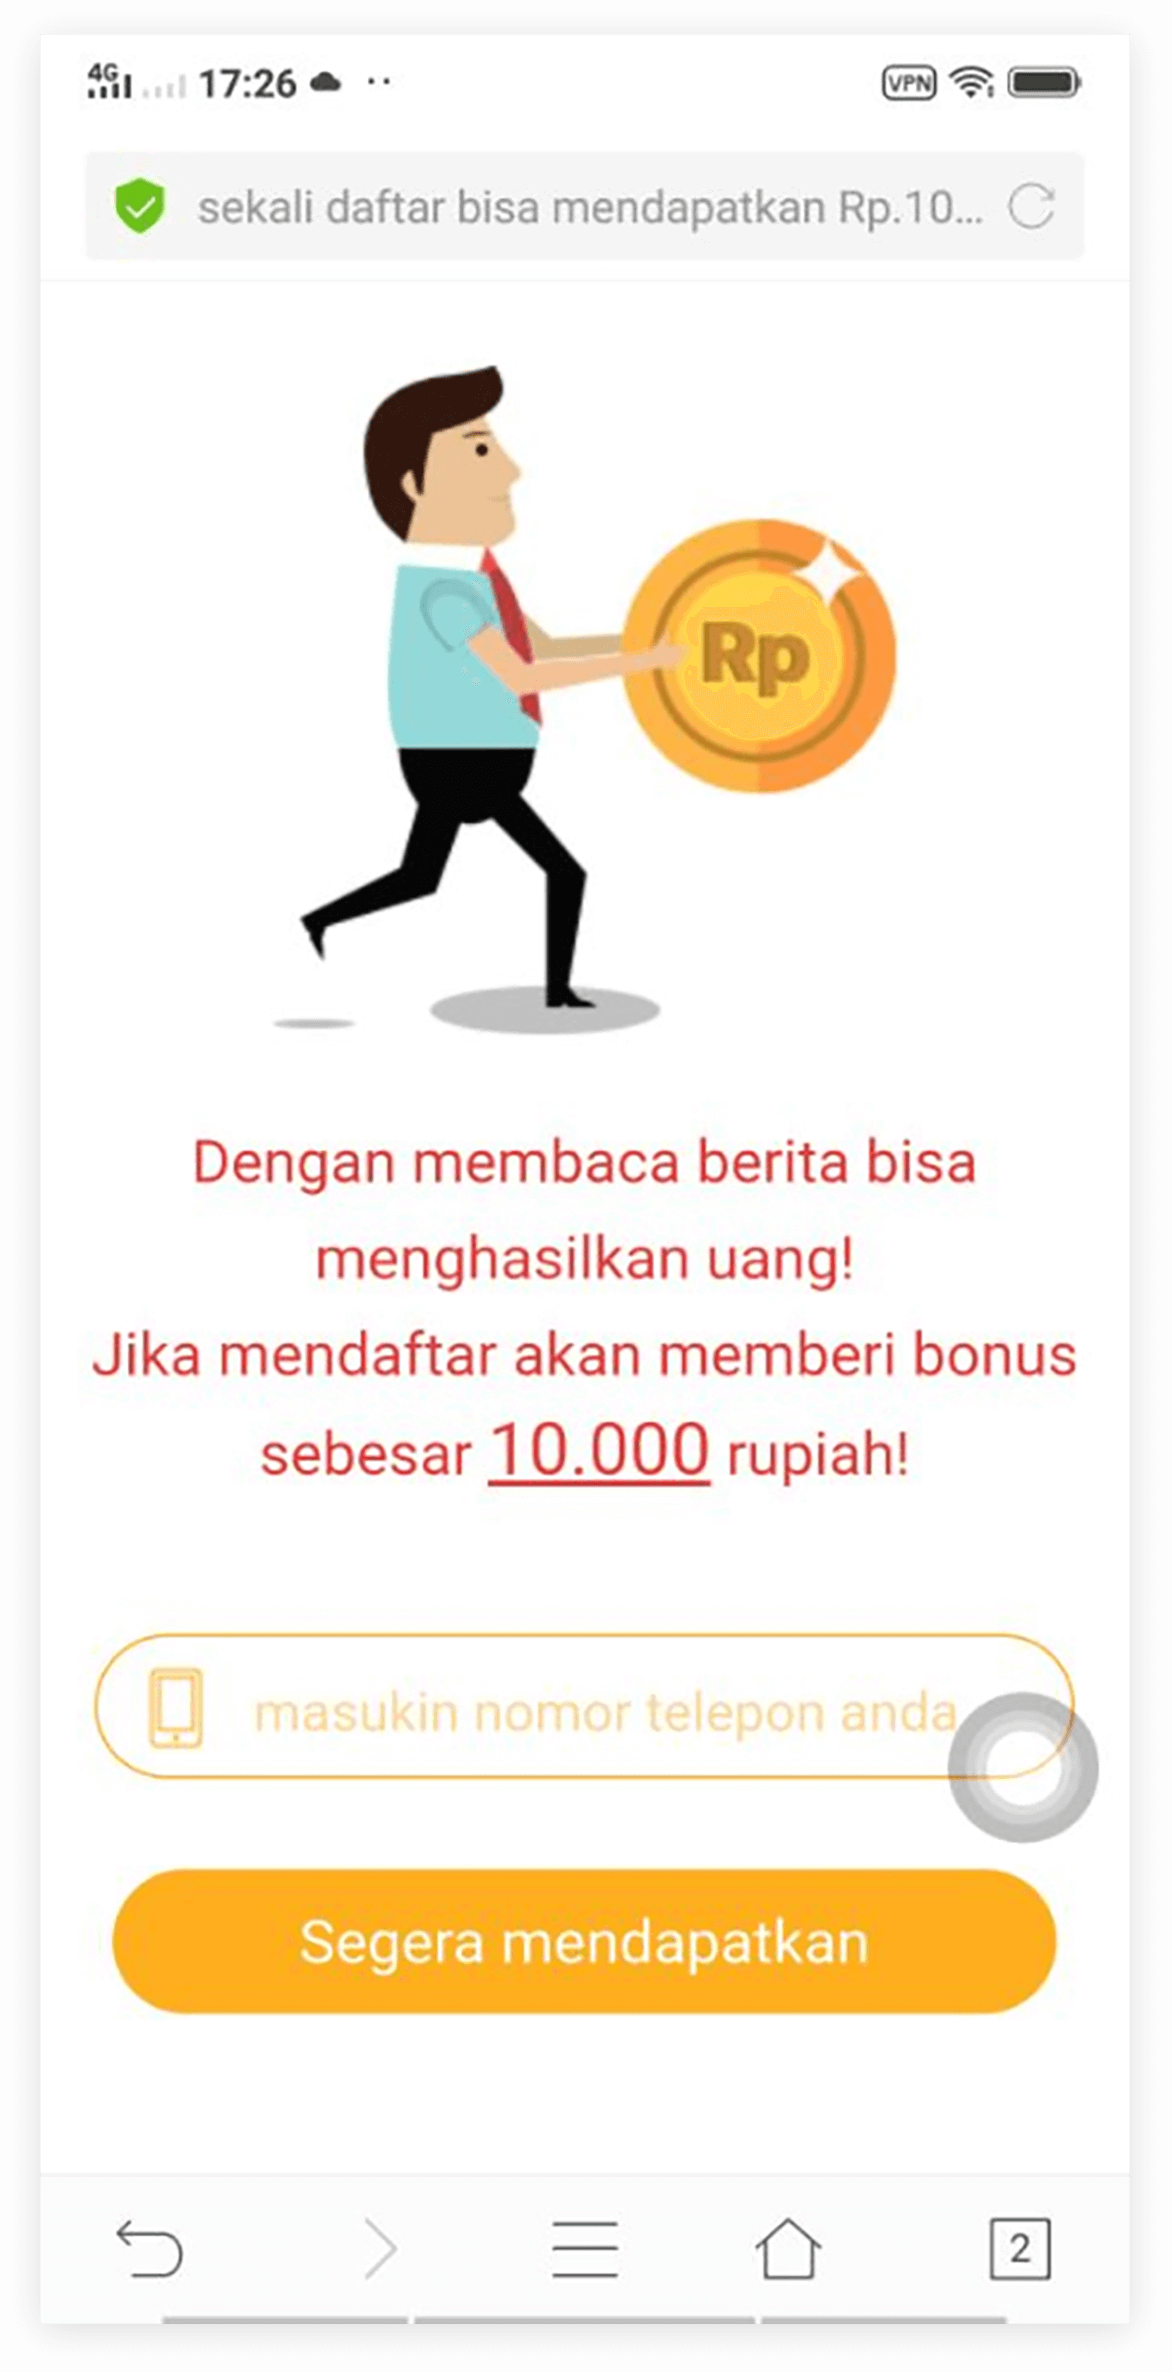 4G 17:26 VPN
sekali daftar bisa mendapatkan Rp.10...
Rp
Dengan membaca berita bisa
menghasilkan uang!
Jika mendaftar akan memberi bonus
sebesar 10.000 rupiah!
masukin nomor telepon anda
Segera mendapatkan
2